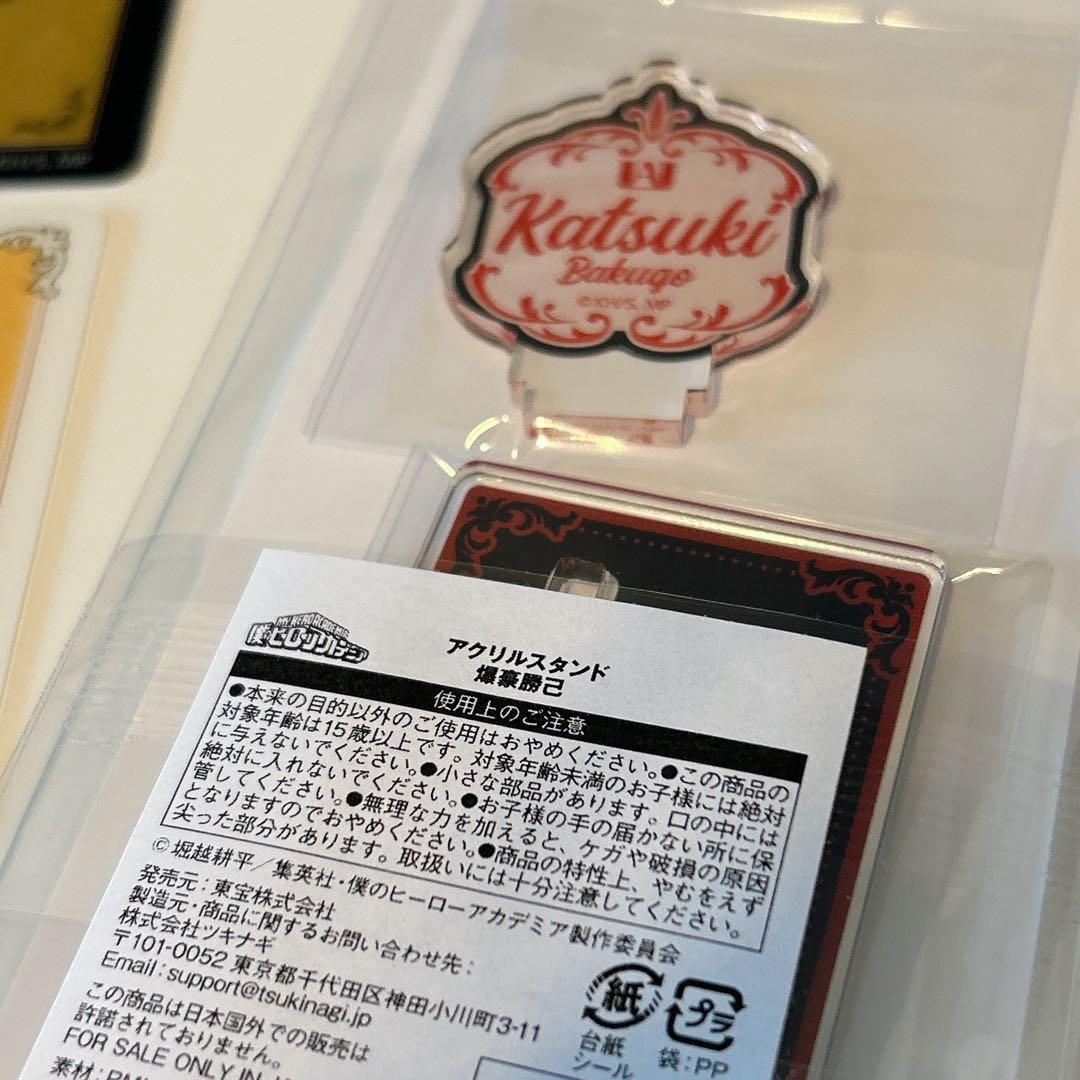 Katsuki
Bakugo
MY HERO ACADEMIA
僕のヒーローアカデミア
アクリルスタンド
爆豪勝己
使用上のご注意
●本来の目的以外のご使用はおやめください。●この商品の
対象年齢は15歳以上です。対象年齢未満のお子様には絶対
に与えないでください。●小さな部品があります。口の中には
絶対に入れないでください。●お子様の手の届かない所に保
管してください。●無理な力を加えると、ケガや破損の原因
となりますのでおやめください。●商品の特性上、やむをえず
尖った部分があります。取扱いには十分注意してください。
©堀越耕平/集英社・僕のヒーローアカデミア製作委員会
発売元:東宝株式会社
製造元・商品に関するお問い合わせ先:
株式会社ツキナギ
〒101-0052 東京都千代田区神田小川町3-11
Email:support@tsukinagi.jp
この商品は日本国外での販売は
許諾されておりません。
FOR SALE ONLY IN
素材:
紙
台紙
シール
プラ
袋:PP